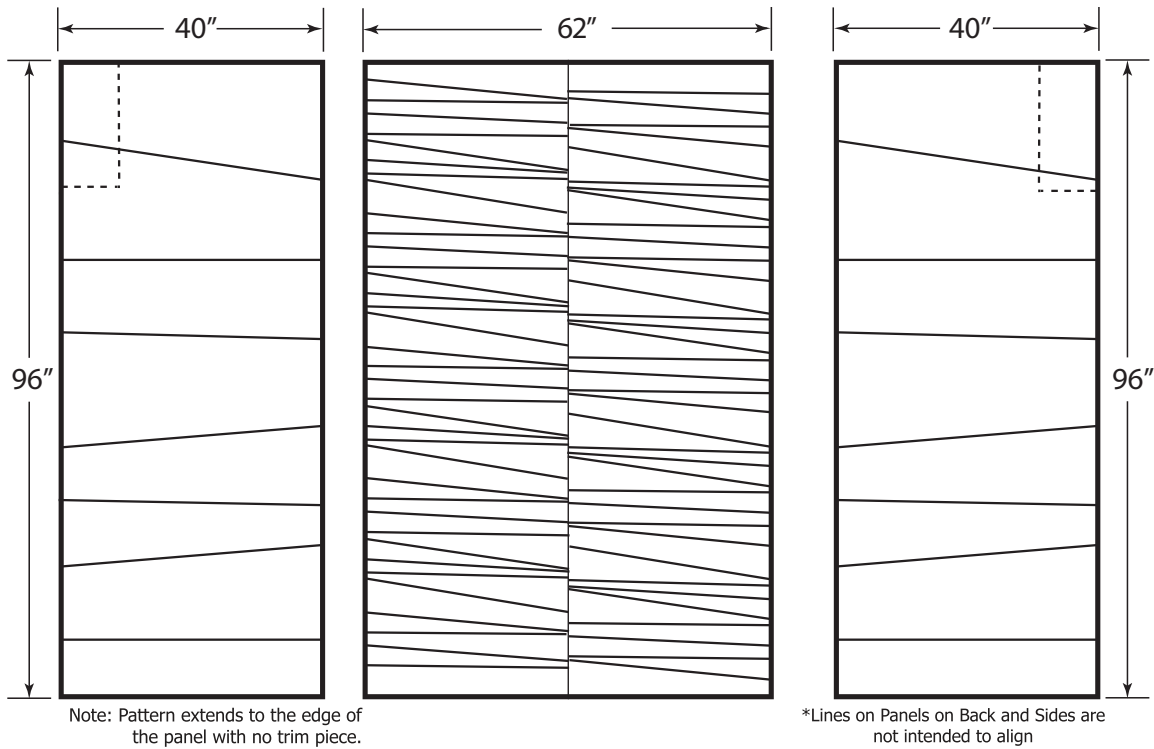 40”
62”
40”
96”
96”
Note: Pattern extends to the edge of
the panel with no trim piece.
*Lines on Panels on Back and Sides are
not intended to align